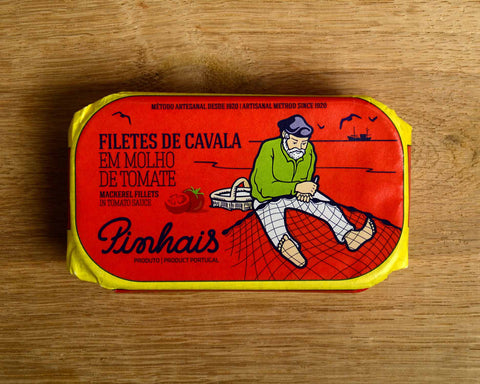 MÉTODO ARTESANAL DESDE 1920 | ARTISANAL METHOD SINCE 1920
FILETES DE CAVALA
EM MOLHO
DE TOMATE
MACKEREL FILLETS
IN TOMATO SAUCE
Pinhais
PRODUTO | PRODUCT PORTUGAL